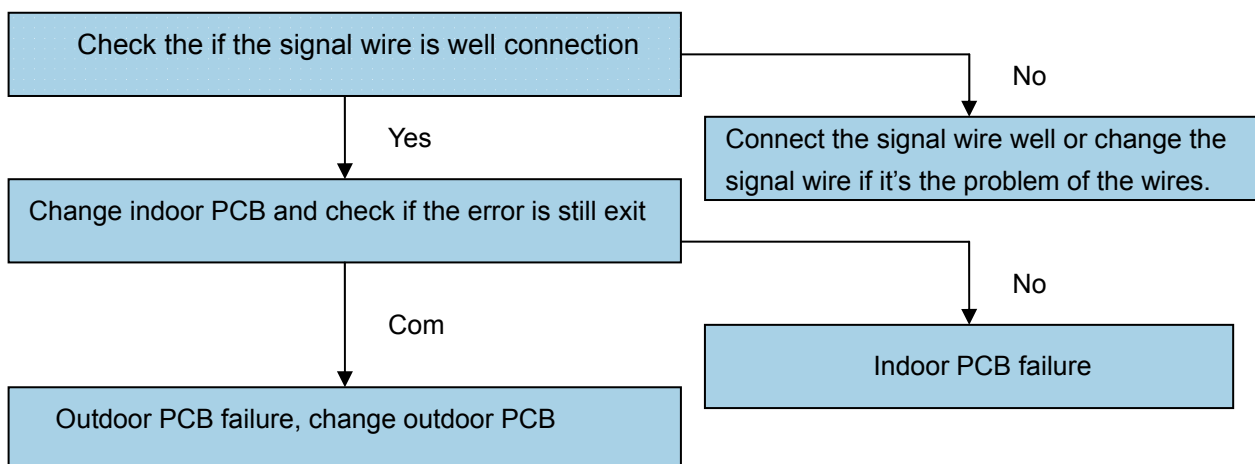 Check the if the signal wire is well connection
No
Yes
Connect the signal wire well or change the
signal wire if it’s the problem of the wires.
Change indoor PCB and check if the error is still exit
No
Com
Indoor PCB failure
Outdoor PCB failure, change outdoor PCB